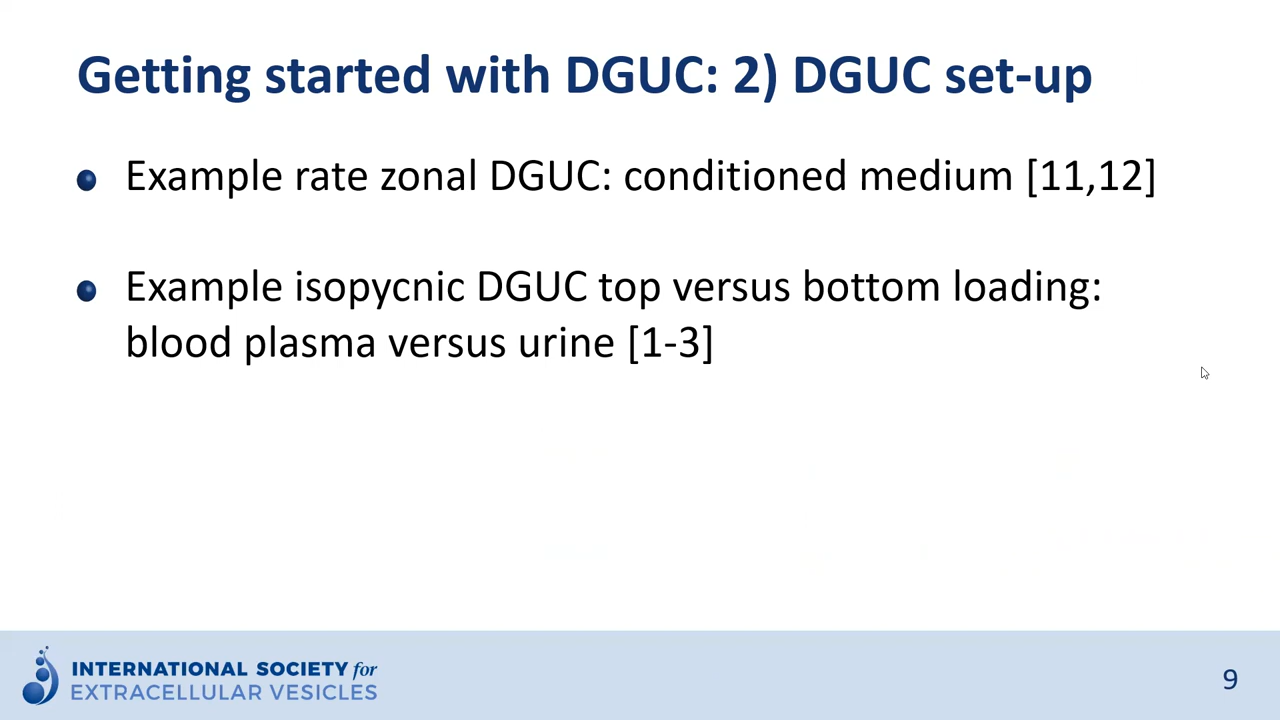 Getting started with DGUC: 2) DGUC set-up
Example rate zonal DGUC: conditioned medium [11,12]
Example isopycnic DGUC top versus bottom loading:
blood plasma versus urine [1-3]
INTERNATIONAL SOCIETY for
EXTRACELLULAR VESICLES
9